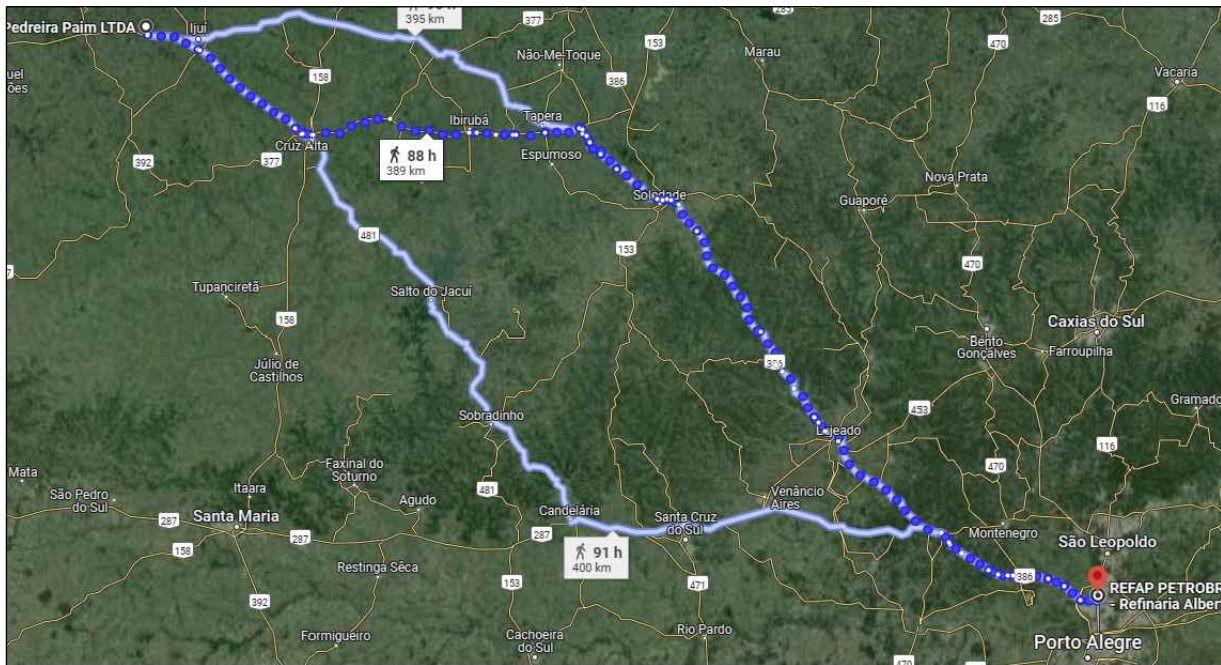 395 km
377
285
Pedreira Paim LTDA
Ijuí
470
Não-Me-Toque
153
Marau
158
386
Vacaria
116
Tapera
Ibirubá
Cruz Alta
88 h
389 km
Espumoso
392
377
Nova Prata
Soledade
Guaporé
481
153
470
Tupanciretã
Salto do Jacuí
158
Caxias do Sul
Bento
Gonçalves
Farroupilha
Júlio de
Castilhos
386
Gramado
453
Sobradinho
Lajeado
116
Mata
Faxinal do
Soturno
470
São Pedro
do Sul
Itaara
481
Agudo
Venâncio
Aires
287
Santa Maria
Candelária
Santa Cruz
do Sul
Montenegro
287
287
158
91 h
400 km
São Leopoldo
Restinga Sêca
153
471
386
REFAP PETROBR
- Refinaria Albert
392
Formigueiro
Cachoeira
do Sul
Rio Pardo
Porto Alegre
470